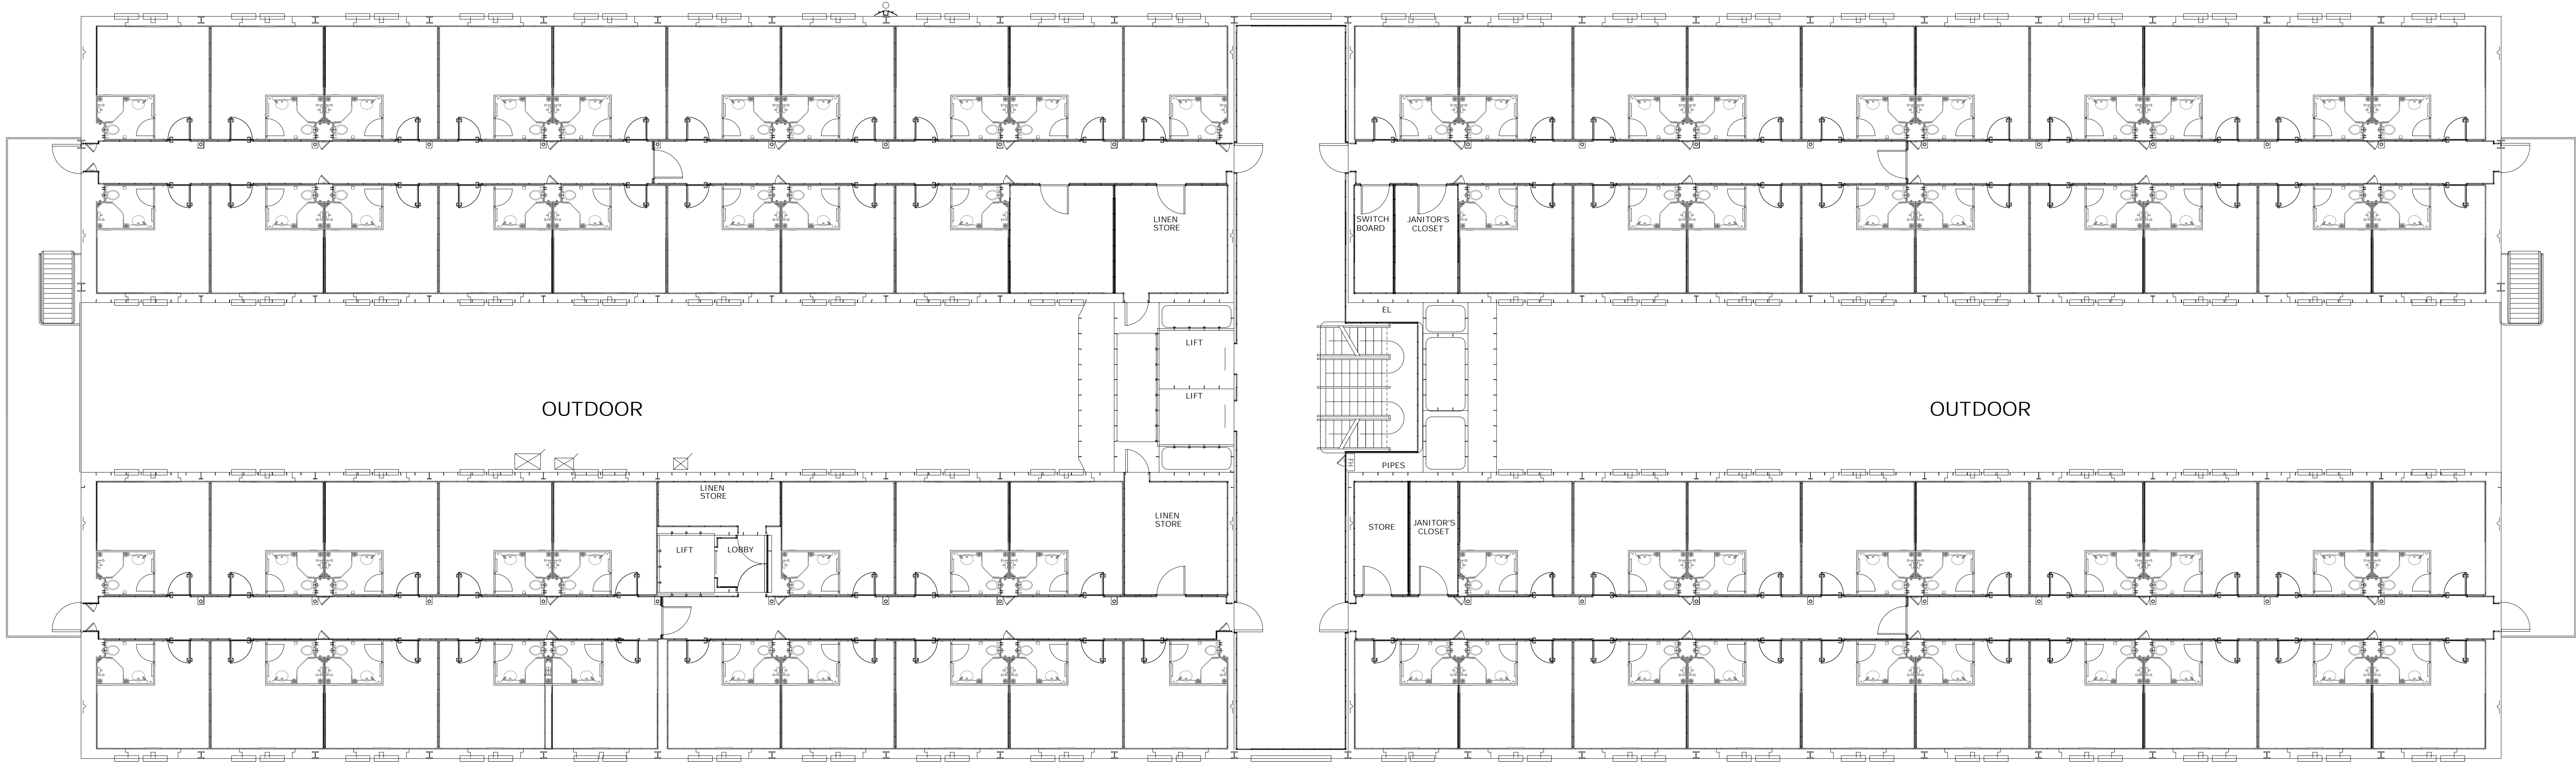 LINEN
STORE
SWITCH
BOARD
JANITOR'S
CLOSET
EL
LIFT
LIFT
OUTDOOR
OUTDOOR
PIPES
LINEN
STORE
LINEN
STORE
STORE
JANITOR'S
CLOSET
LIFT
LOBBY